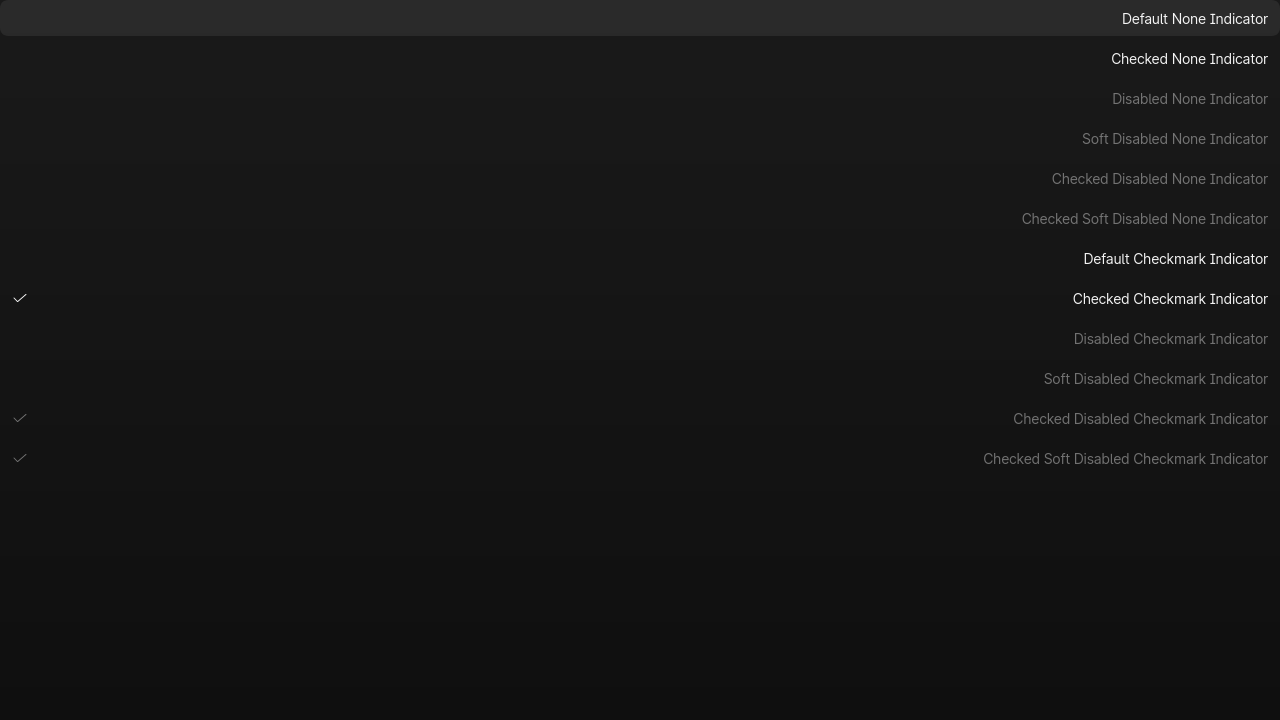 Default None Indicator
Checked None Indicator
Disabled None Indicator
Soft Disabled None Indicator
Checked Disabled None Indicator
Checked Soft Disabled None Indicator
Default Checkmark Indicator
Checked Checkmark Indicator
Disabled Checkmark Indicator
Soft Disabled Checkmark Indicator
Checked Disabled Checkmark Indicator
Checked Soft Disabled Checkmark Indicator